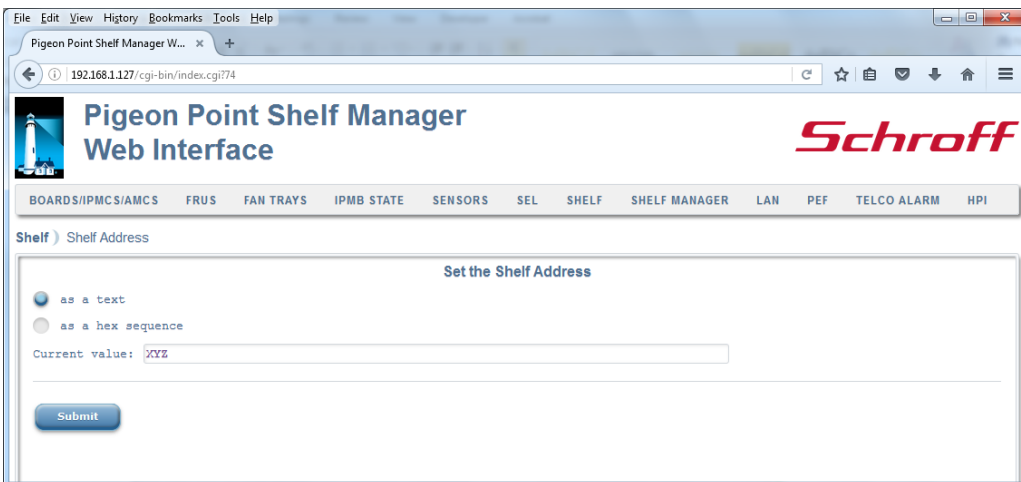 File Edit View History Bookmarks Tools Help
Pigeon Point Shelf Manager W... × +
192.168.1.127/cgi-bin/index.cgi?74
Pigeon Point Shelf Manager
Web Interface
Schroff
BOARDS/IPMCS/AMCS FRUS FAN TRAYS IPMB STATE SENSORS SEL SHELF SHELF MANAGER LAN PEF TELCO ALARM HPI
Shelf Shelf Address
Set the Shelf Address
as a text
as a hex sequence
Current value: XYZ
Submit